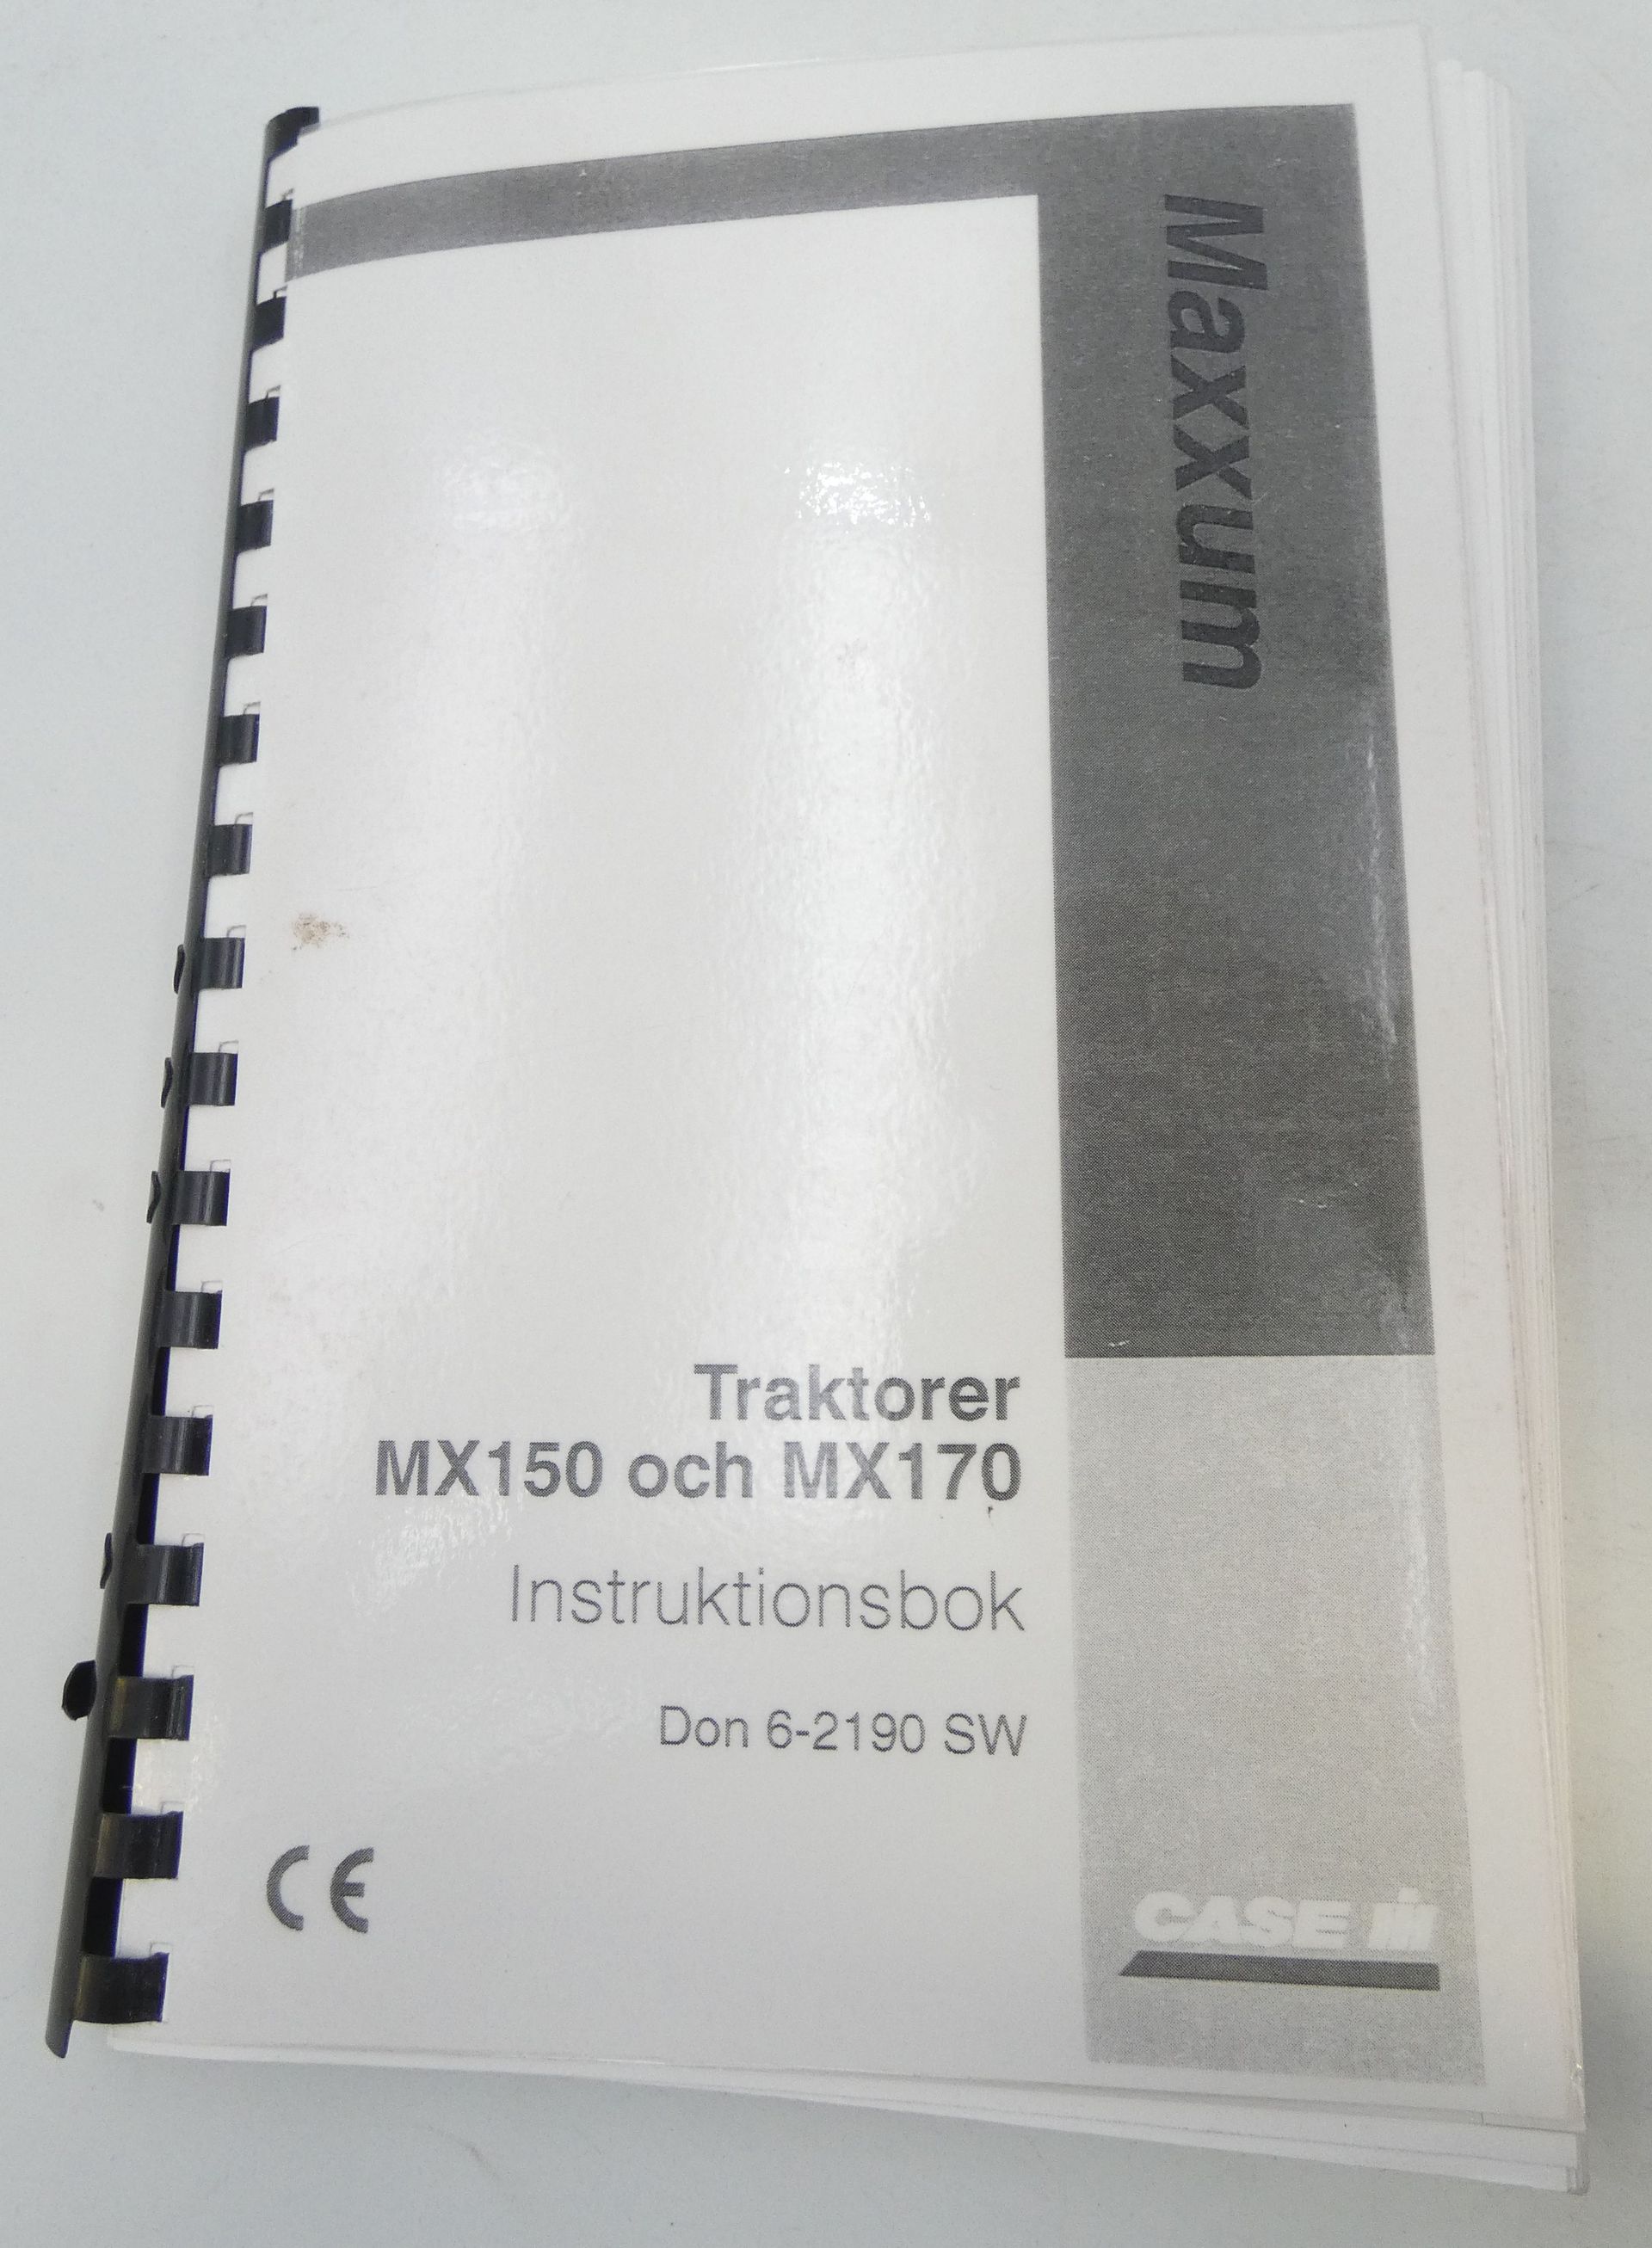 Maxxum
Traktorer
MX150 och MX170
Instruktionsbok
Don 6-2190 SW
CE
CASE IH